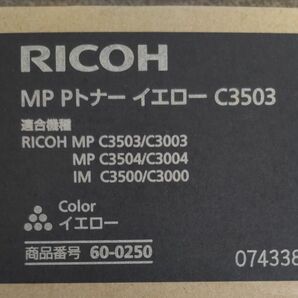 RICOH
MP Pトナー イエロー C3503
適合機種
RICOH MP C3503/C3003
MP C3504/C3004
IM C3500/C3000
Color
イエロー
商品番号 60-0250
074338